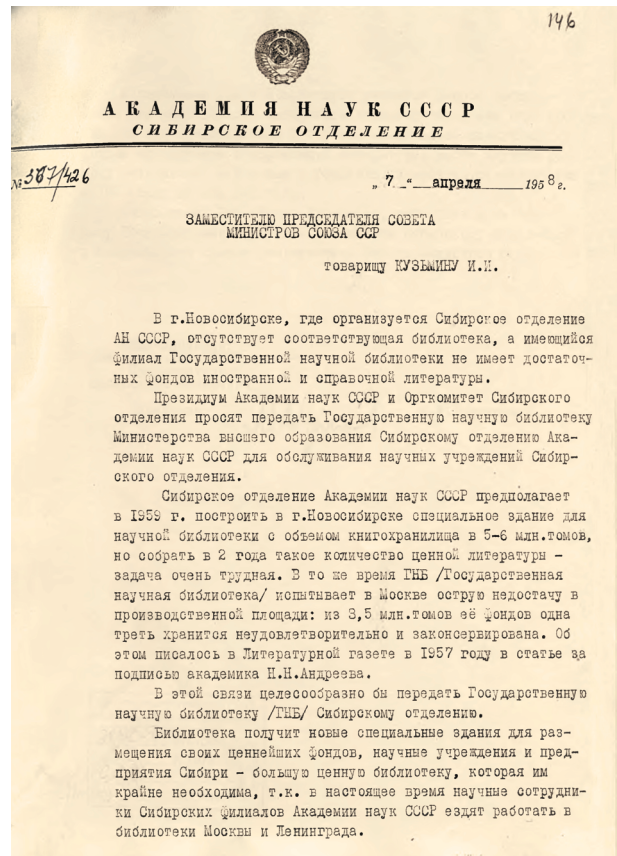 146
АКАДЕМИЯ НАУК СССР
СИБИРСКОЕ ОТДЕЛЕНИЕ
№ 367/426
„ 7 “ апреля 1958 г.
ЗАМЕСТИТЕЛЮ ПРЕДСЕДАТЕЛЯ СОВЕТА
МИНИСТРОВ СОЮЗА ССР
товарищу КУЗЬМИНУ И.И.
В г.Новосибирске, где организуется Сибирское отделение
АН СССР, отсутствует соответствующая библиотека, а имеющийся
филиал Государственной научной библиотеки не имеет достаточ-
ных фондов иностранной и справочной литературы.
Президиум Академии наук СССР и Оргкомитет Сибирского
отделения просят передать Государственную научную библиотеку
Министерства высшего образования Сибирскому отделению Ака-
демии наук СССР для обслуживания научных учреждений Сибир-
ского отделения.
Сибирское отделение Академии наук СССР предполагает
в 1959 г. построить в г.Новосибирске специальное здание для
научной библиотеки с объемом книгохранилища в 5-6 млн.томов,
но собрать в 2 года такое количество ценной литературы -
задача очень трудная. В то же время ГНБ /Государственная
научная библиотека/ испытывает в Москве острую недостачу в
производственной площади: из 3,5 млн.томов её фондов одна
треть хранится неудовлетворительно и законсервирована. Об
этом писалось в Литературной газете в 1957 году в статье за
подписью академика Н.Н.Андреева.
В этой связи целесообразно бы передать Государственную
научную библиотеку /ГНБ/ Сибирскому отделению.
Библиотека получит новые специальные здания для раз-
мещения своих ценнейших фондов, научные учреждения и пред-
приятия Сибири - большую ценную библиотеку, которая им
крайне необходима, т.к. в настоящее время научные сотрудни-
ки Сибирских филиалов Академии наук СССР ездят работать в
библиотеки Москвы и Ленинграда.